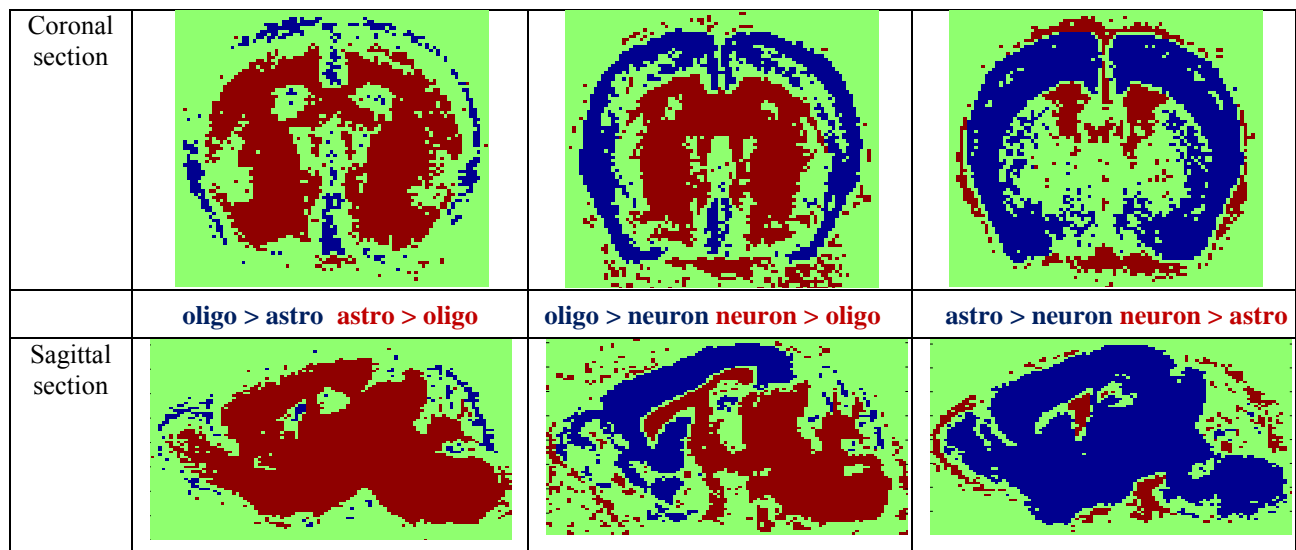 Coronal
section
oligo > astro astro > oligo
oligo > neuron neuron > oligo
astro > neuron neuron > astro
Sagittal
section